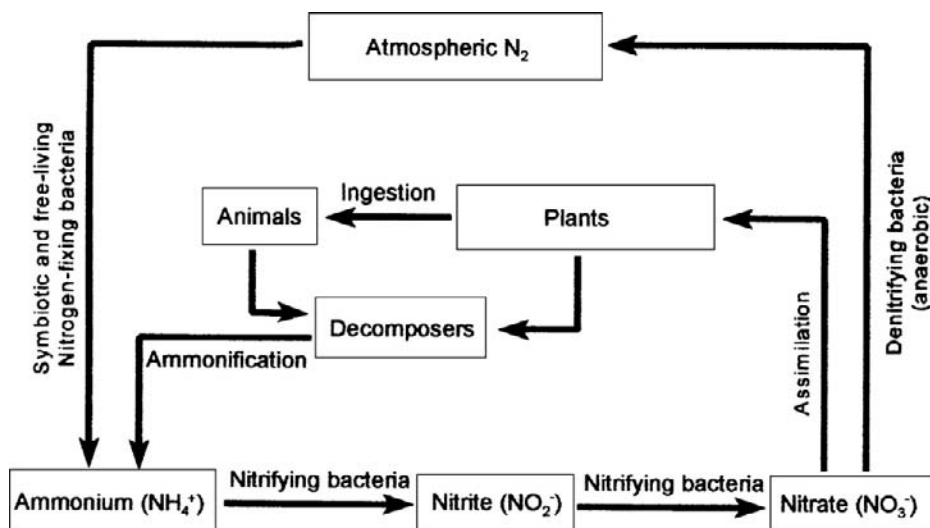 Atmospheric N₂
Symbiotic and free-living
Nitrogen-fixing bacteria
Ingestion
Animals
Plants
Decomposers
Ammonification
Assimilation
Denitrifying bacteria
(anaerobic)
Ammonium (NH₄⁺)
Nitrifying bacteria
Nitrite (NO₂⁻)
Nitrifying bacteria
Nitrate (NO₃⁻)